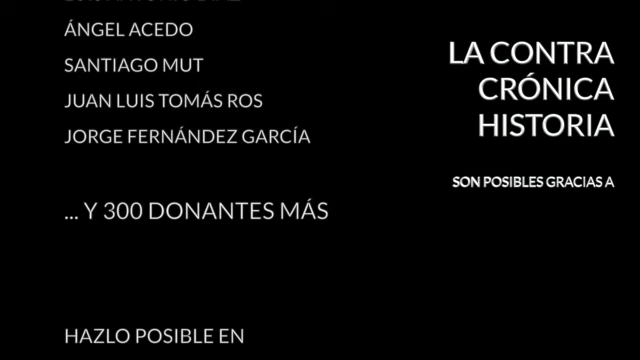 ÁNGEL ACEDO
SANTIAGO MUT
JUAN LUIS TOMÁS ROS
JORGE FERNÁNDEZ GARCÍA
... Y 300 DONANTES MÁS
HAZLO POSIBLE EN
LA CONTRA
CRÓNICA
HISTORIA
SON POSIBLES GRACIAS A